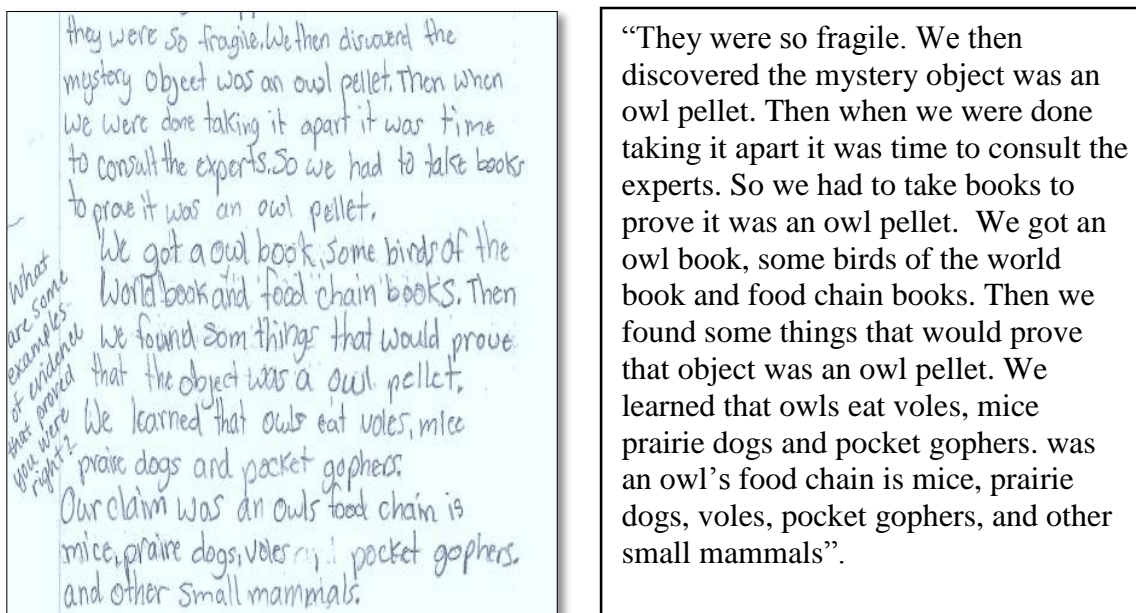 they were so fragile. We then disuoverd the
mystery object was an owl pellet. Then when
we were done taking it apart it was time
to consult the experts. So we had to take books
to prove it was an owl pellet.
We got a owl book, some birds of the
World book and food chain books. Then
we found som things that would prove
that the object was a owl pellet.
We learned that owls eat voles, mice
praire dogs and pocket gophers.
Our claim was an owls food chain is
mice, praire dogs, voles pocket gophers.
and other small mammals.
What
are some
examples
of evidence
that proved
you were
right?
“They were so fragile. We then
discovered the mystery object was an
owl pellet. Then when we were done
taking it apart it was time to consult the
experts. So we had to take books to
prove it was an owl pellet.  We got an
owl book, some birds of the world
book and food chain books. Then we
found some things that would prove
that object was an owl pellet. We
learned that owls eat voles, mice
prairie dogs and pocket gophers. was
an owl’s food chain is mice, prairie
dogs, voles, pocket gophers, and other
small mammals”.